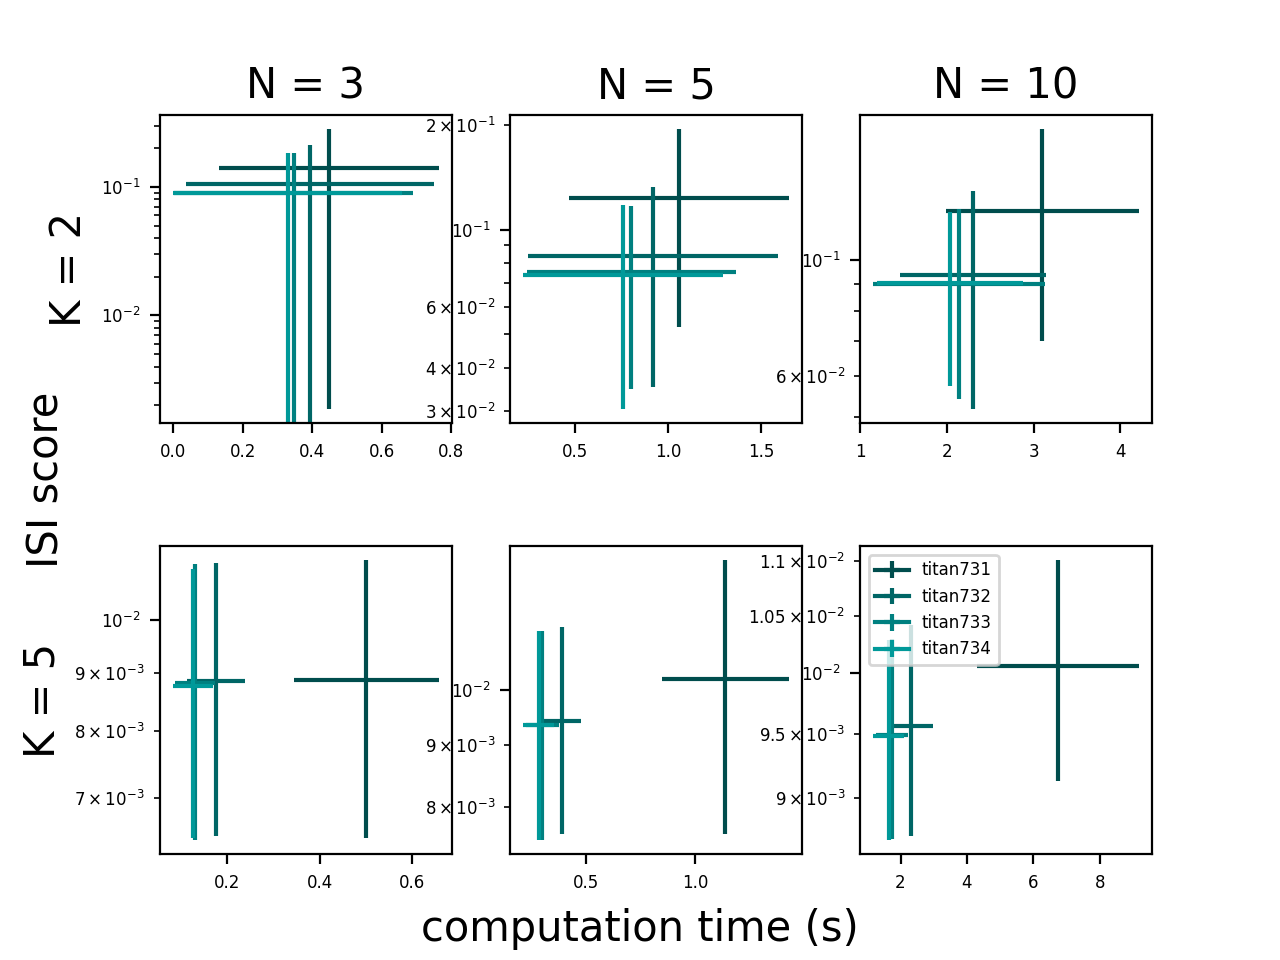 N = 3
N = 5
N = 10
K = 2
10⁻¹
10⁻²
0.0 0.2 0.4 0.6 0.8
2 × 10⁻¹
10⁻¹
6 × 10⁻²
4 × 10⁻²
3 × 10⁻²
0.5 1.0 1.5
10⁻¹
6 × 10⁻²
1 2 3 4
ISI score
K = 5
10⁻²
9 × 10⁻³
8 × 10⁻³
7 × 10⁻³
0.2 0.4 0.6
10⁻²
9 × 10⁻³
8 × 10⁻³
0.5 1.0
1.1 × 10⁻²
1.05 × 10⁻²
10⁻²
9.5 × 10⁻³
9 × 10⁻³
titan731
titan732
titan733
titan734
2 4 6 8
computation time (s)